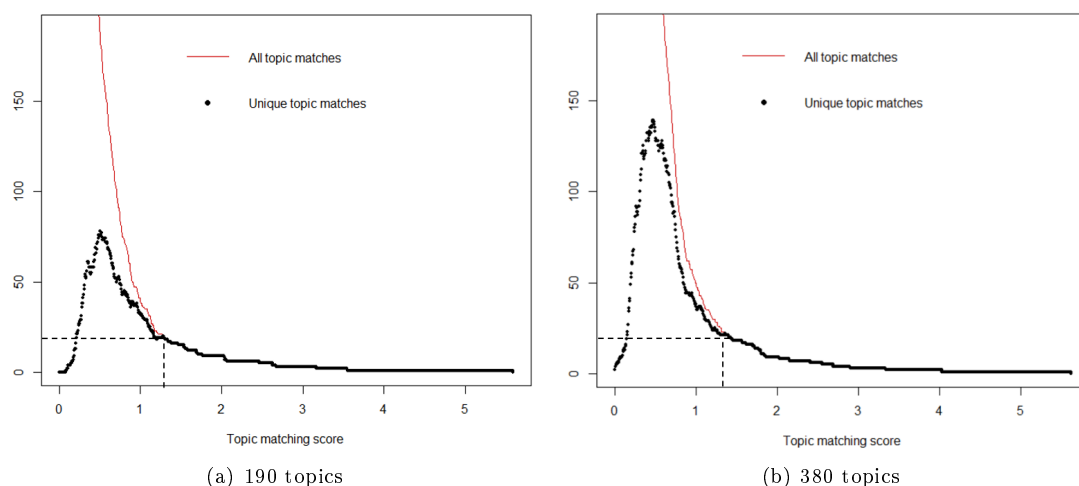 All topic matches
Unique topic matches
0 50 100 150
0 1 2 3 4 5
Topic matching score
(a) 190 topics
All topic matches
Unique topic matches
0 50 100 150
0 1 2 3 4 5
Topic matching score
(b) 380 topics